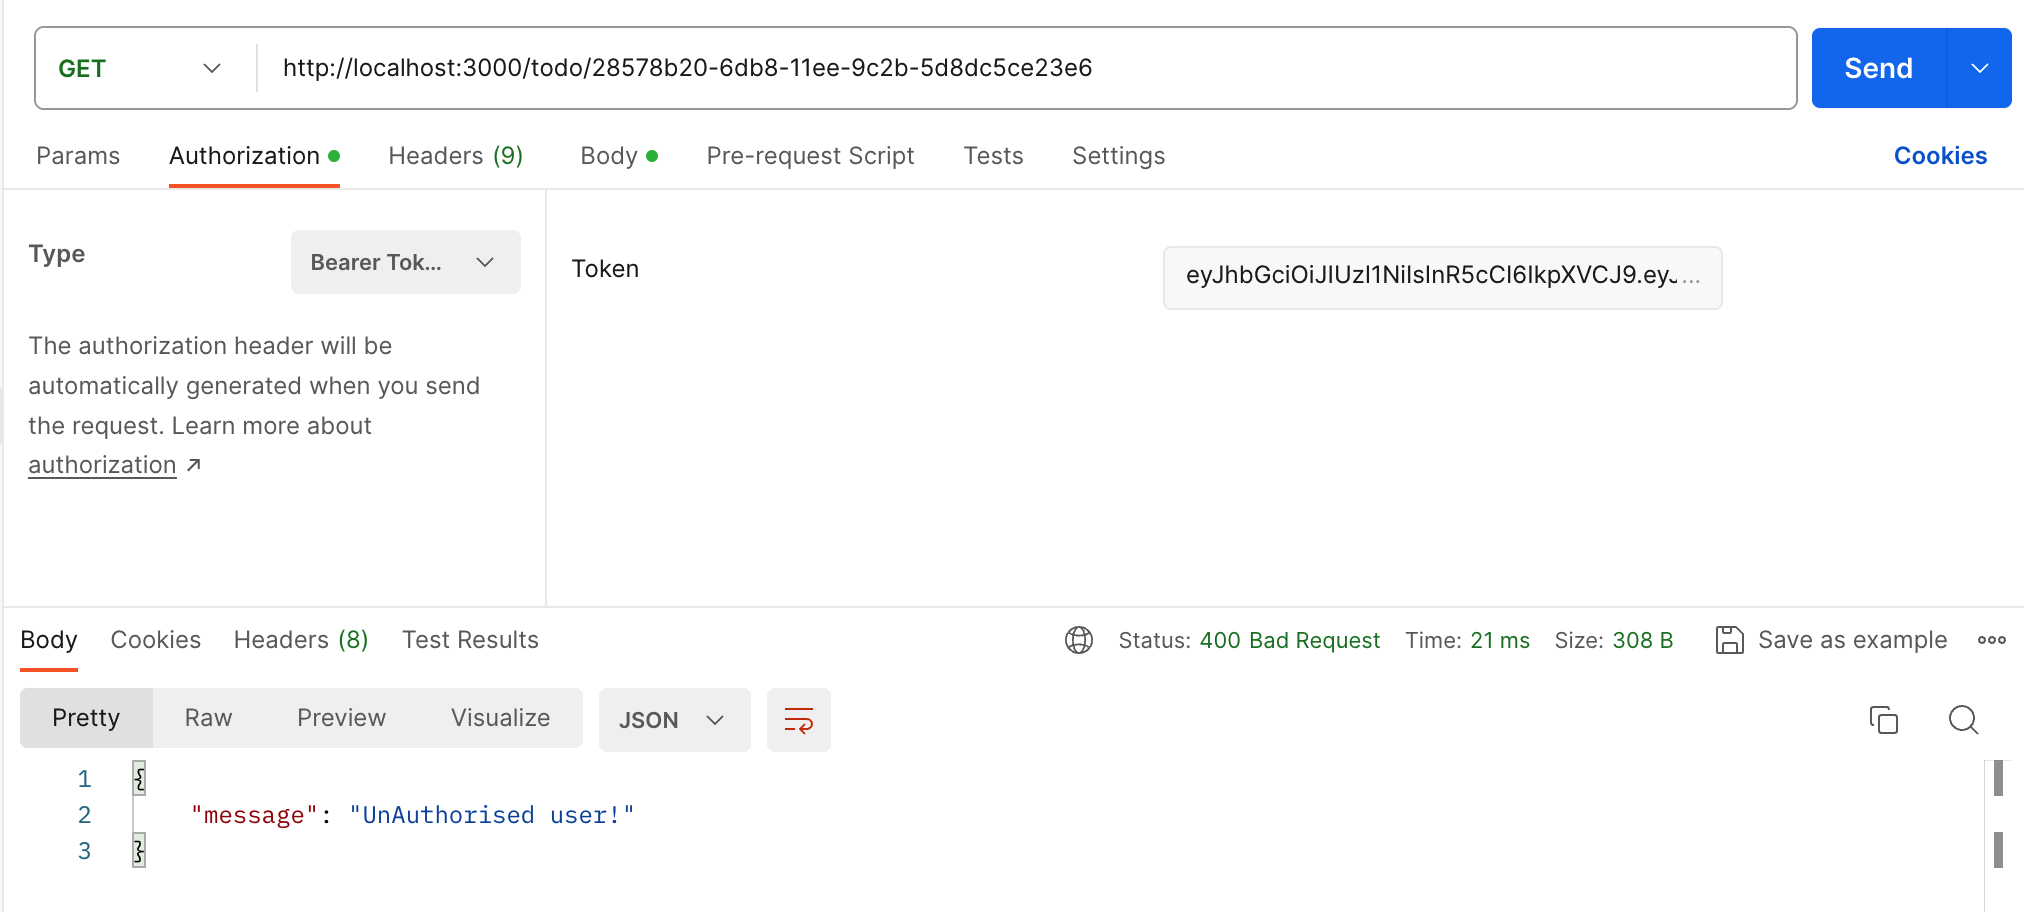 GET http://localhost:3000/todo/28578b20-6db8-11ee-9c2b-5d8dc5ce23e6 Send
Params Authorization Headers (9) Body Pre-request Script Tests Settings Cookies
Type Bearer Tok... Token eyJhbGciOiJIUzI1NiIsInR5cCI6IkpXVCJ9.eyJ...
The authorization header will be
automatically generated when you send
the request. Learn more about
authorization ↗
Body Cookies Headers (8) Test Results Status: 400 Bad Request Time: 21 ms Size: 308 B Save as example
Pretty Raw Preview Visualize JSON
1 {
2 "message": "UnAuthorised user!"
3 }